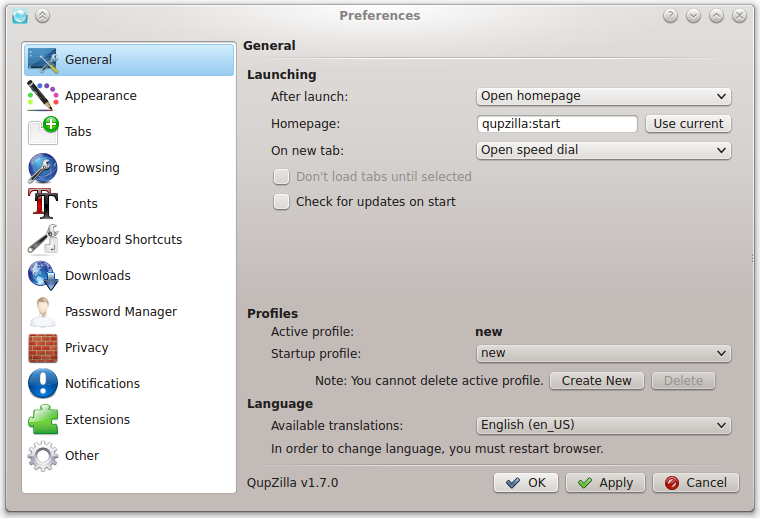 Preferences
General
Appearance
Tabs
Browsing
Fonts
Keyboard Shortcuts
Downloads
Password Manager
Privacy
Notifications
Extensions
Other
General
Launching
After launch: Open homepage
Homepage: qupzilla:start Use current
On new tab: Open speed dial
Don't load tabs until selected
Check for updates on start
Profiles
Active profile: new
Startup profile: new
Note: You cannot delete active profile. Create New Delete
Language
Available translations: English (en_US)
In order to change language, you must restart browser.
QupZilla v1.7.0 OK Apply Cancel